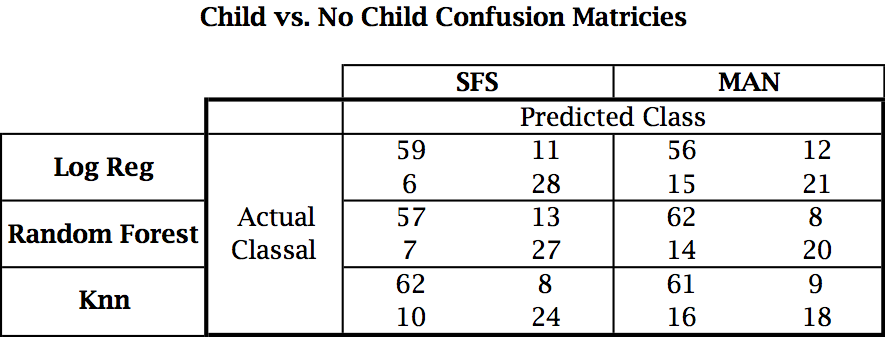 Child vs. No Child Confusion Matricies
SFS MAN
Predicted Class
Log Reg
Actual Classal
59 11 56 12
6 28 15 21
Random Forest
57 13 62 8
7 27 14 20
Knn
62 8 61 9
10 24 16 18